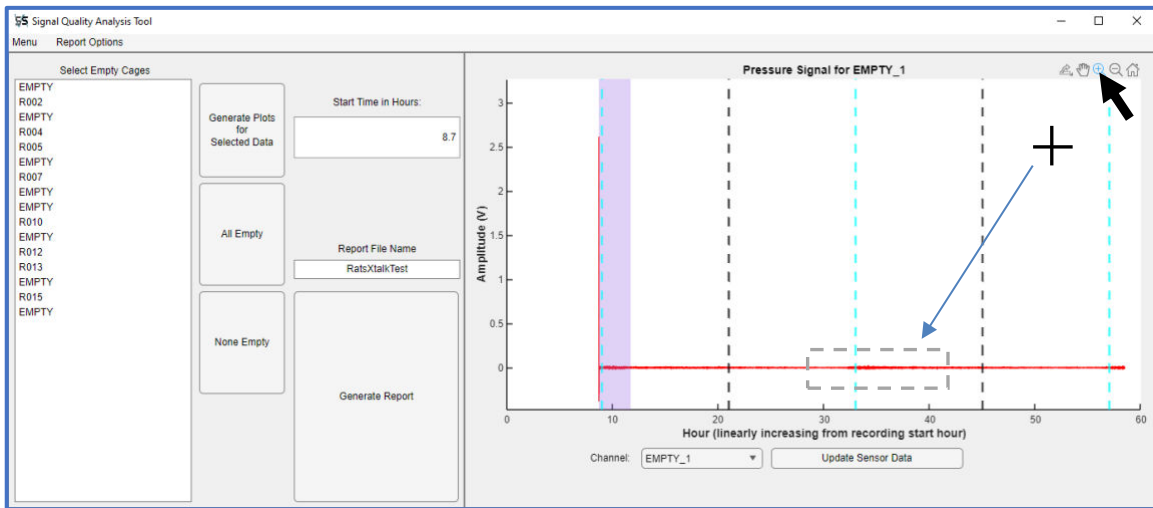 Signal Quality Analysis Tool
Menu Report Options
Select Empty Cages
EMPTY
R002
EMPTY
R004
R005
EMPTY
R007
EMPTY
EMPTY
R010
EMPTY
R012
R013
EMPTY
R015
EMPTY
Generate Plots
for
Selected Data
All Empty
None Empty
Start Time in Hours:
8.7
Report File Name
RatsXtalkTest
Generate Report
Pressure Signal for EMPTY_1
Amplitude (V)
3
2.5
2
1.5
1
0.5
0
0 10 20 30 40 50 60
Hour (linearly increasing from recording start hour)
Channel: EMPTY_1 Update Sensor Data